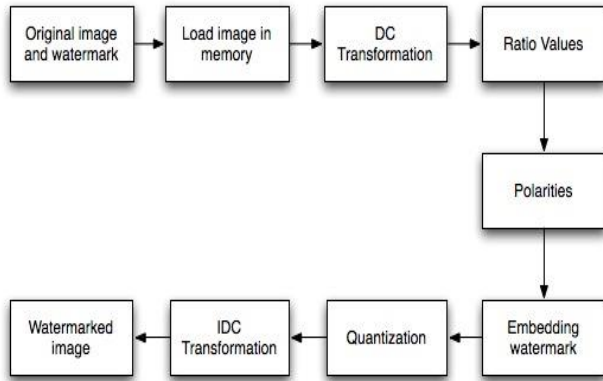 Original image
and watermark
Load image in
memory
DC
Transformation
Ratio Values
Polarities
Embedding
watermark
Quantization
IDC
Transformation
Watermarked
image